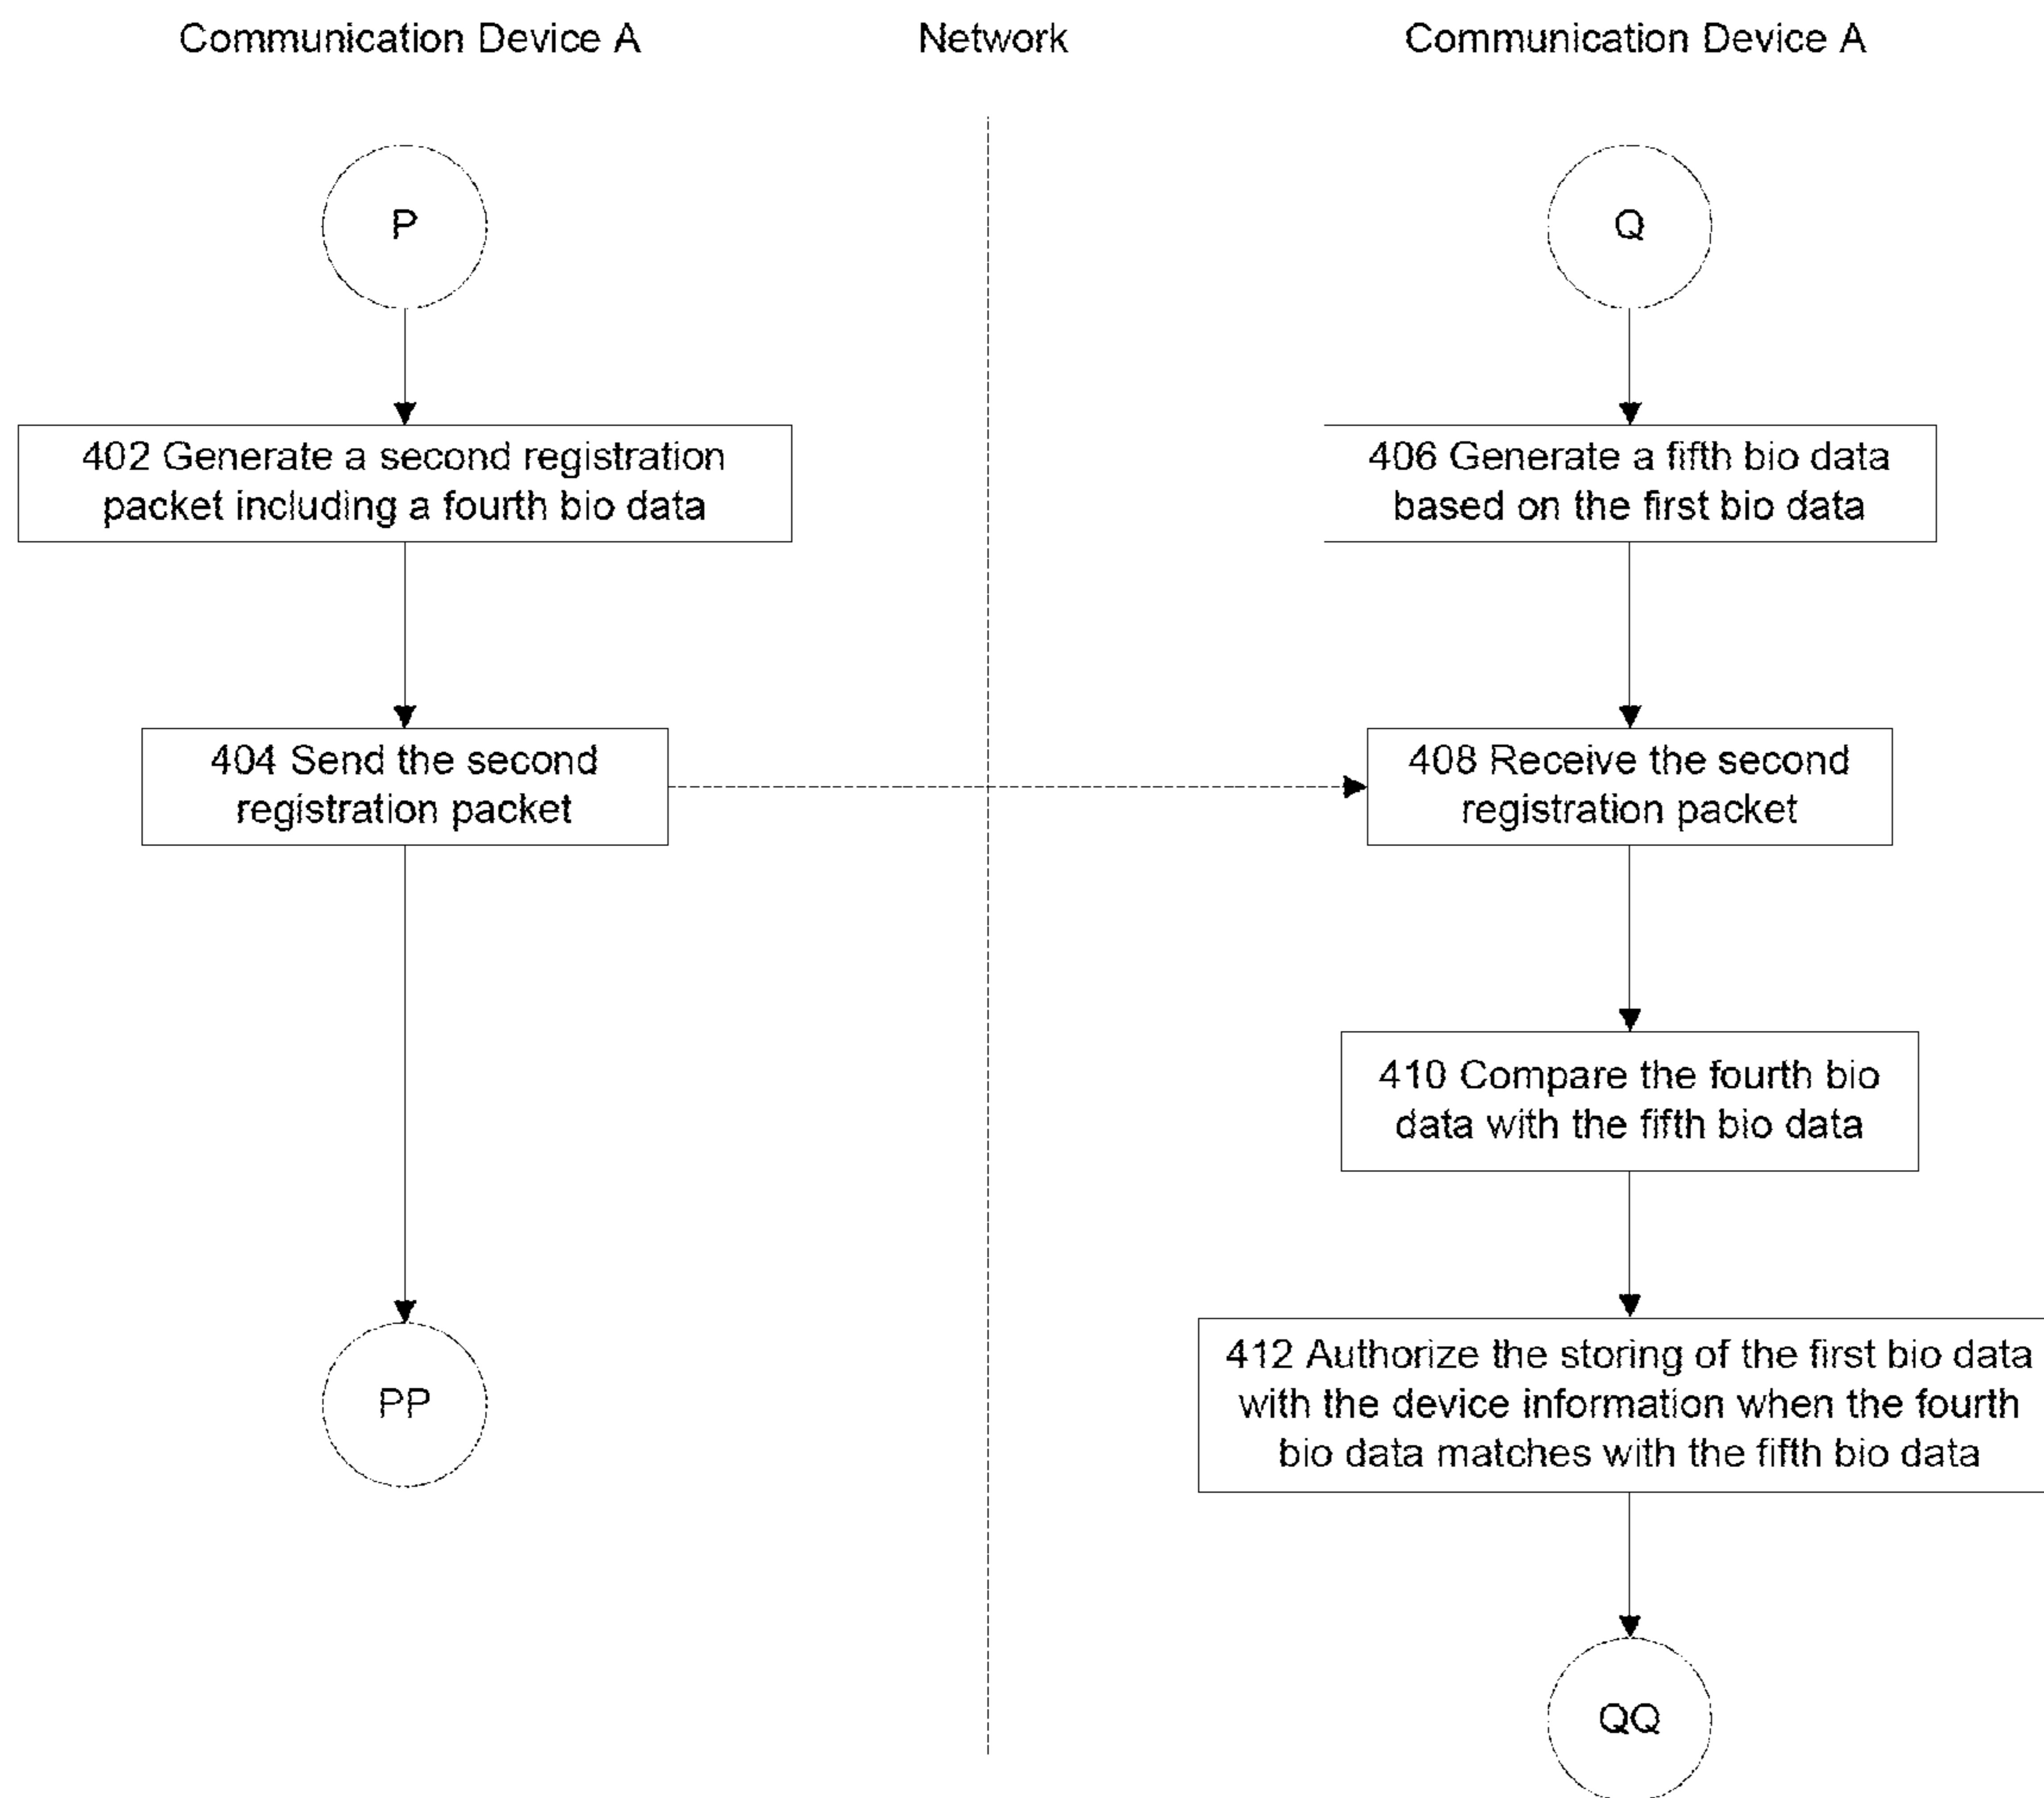 Communication Device A
Network
Communication Device A
P
Q
402 Generate a second registration
packet including a fourth bio data
406 Generate a fifth bio data
based on the first bio data
404 Send the second
registration packet
408 Receive the second
registration packet
410 Compare the fourth bio
data with the fifth bio data
412 Authorize the storing of the first bio data
with the device information when the fourth
bio data matches with the fifth bio data
PP
QQ